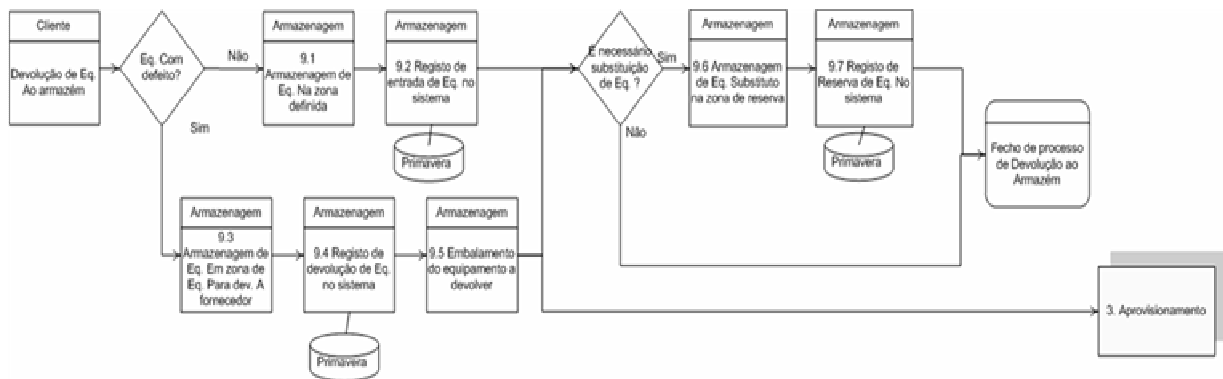 Cliente
Devolução de Eq.
Ao armazém
Eq. Com
defeito?
Não
Sim
Armazenagem
9.1
Armazenagem de
Eq. Na zona
definida
Armazenagem
9.2 Registo de
entrada de Eq. no
sistema
Primavera
É necessário
substituição
de Eq. ?
Sim
Não
Armazenagem
9.6 Armazenagem
de Eq. Substituto
na zona de reserva
Armazenagem
9.7 Registo de
Reserva de Eq. No
sistema
Primavera
Fecho de processo
de Devolução ao
Armazém
Armazenagem
9.3
Armazenagem de
Eq. Em zona de
Eq. Para dev. A
fornecedor
Armazenagem
9.4 Registo de
devolução de Eq.
no sistema
Primavera
Armazenagem
9.5 Embalamento
do equipamento a
devolver
3. Aprovisionamento